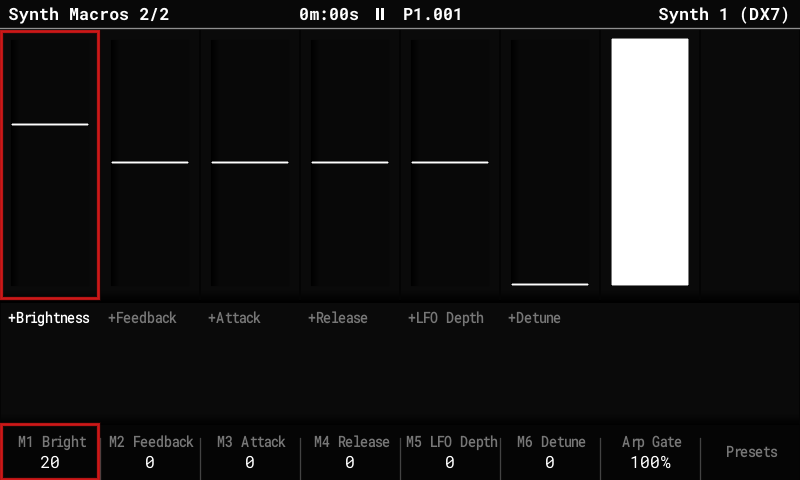 Synth Macros 2/2 0m:00s P1.001 Synth 1 (DX7)
+Brightness +Feedback +Attack +Release +LFO Depth +Detune
M1 Bright M2 Feedback M3 Attack M4 Release M5 LFO Depth M6 Detune Arp Gate Presets
20 0 0 0 0 0 100%